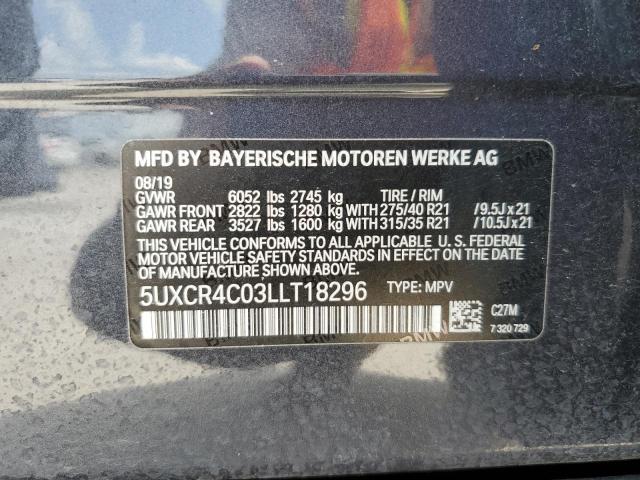 MFD BY BAYERISCHE MOTOREN WERKE AG
08/19
GVWR 6052 lbs 2745 kg TIRE / RIM
GAWR FRONT 2822 lbs 1280 kg WITH 275/40 R21 /9.5J x 21
GAWR REAR 3527 lbs 1600 kg WITH 315/35 R21 /10.5J x 21
THIS VEHICLE CONFORMS TO ALL APPLICABLE U. S. FEDERAL
MOTOR VEHICLE SAFETY STANDARDS IN EFFECT ON THE
DATE OF MANUFACTURE SHOWN ABOVE.
5UXCR4C03LLT18296 TYPE: MPV
C27M
7 320 729